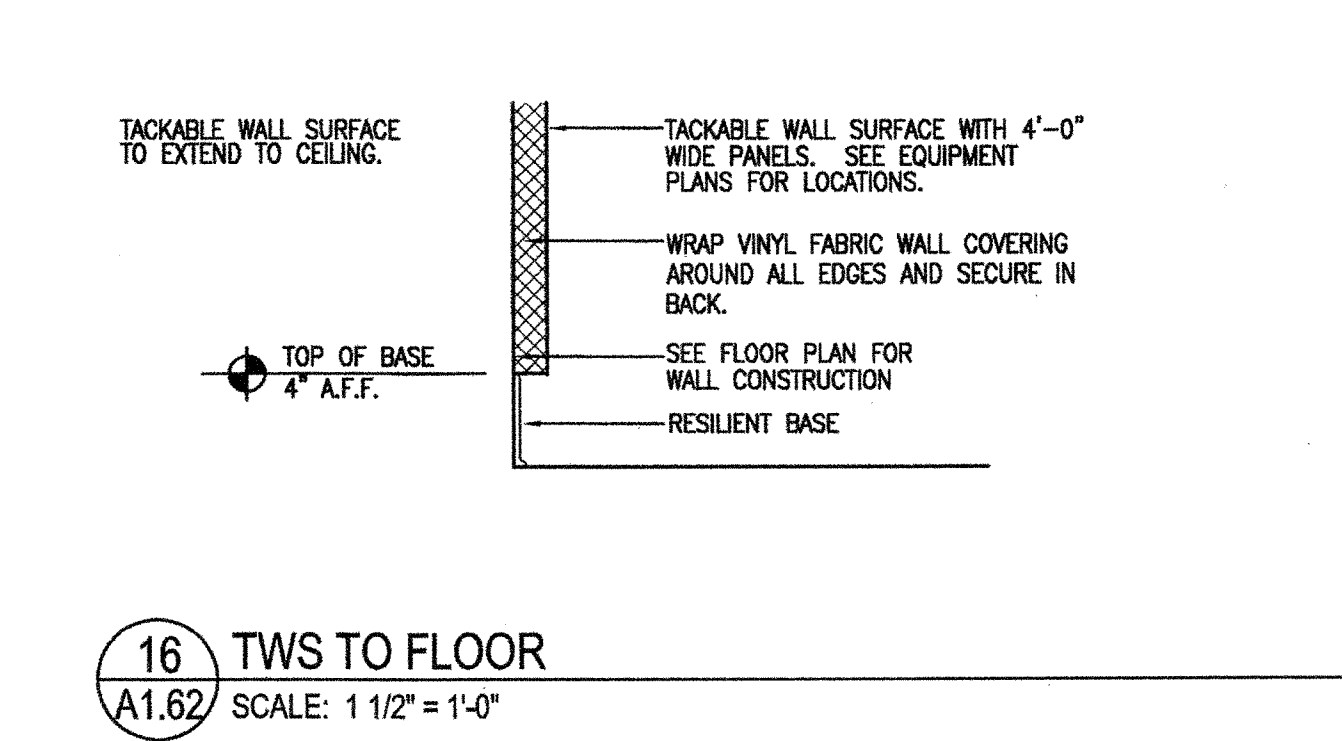 TACKABLE WALL SURFACE
TO EXTEND TO CEILING.
TACKABLE WALL SURFACE WITH 4'-0"
WIDE PANELS. SEE EQUIPMENT
PLANS FOR LOCATIONS.
WRAP VINYL FABRIC WALL COVERING
AROUND ALL EDGES AND SECURE IN
BACK.
TOP OF BASE
4" A.F.F.
SEE FLOOR PLAN FOR
WALL CONSTRUCTION
RESILIENT BASE
16
A1.62
TWS TO FLOOR
SCALE: 1 1/2" = 1'-0"